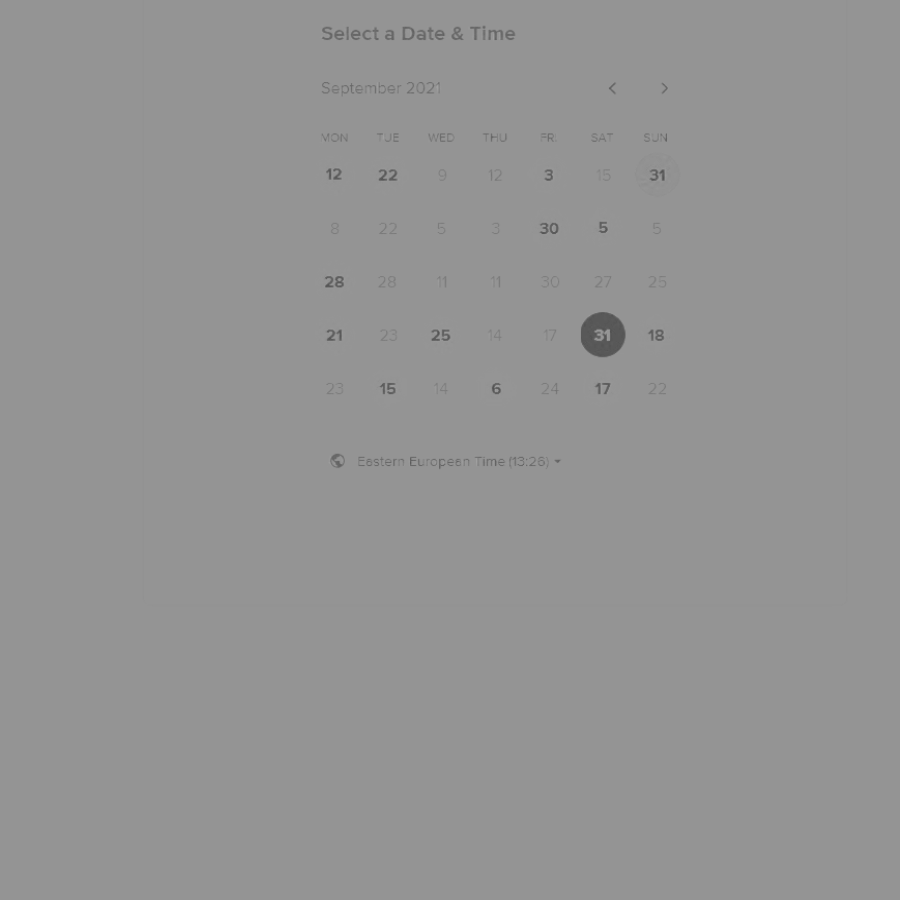 Select a Date & Time
September 2021
MON TUE WED THU FRI SAT SUN
12 22 9 12 3 15 31
8 22 5 3 30 5 5
28 28 11 11 30 27 25
21 23 25 14 17 31 18
23 15 14 6 24 17 22
Eastern European Time (13:26)